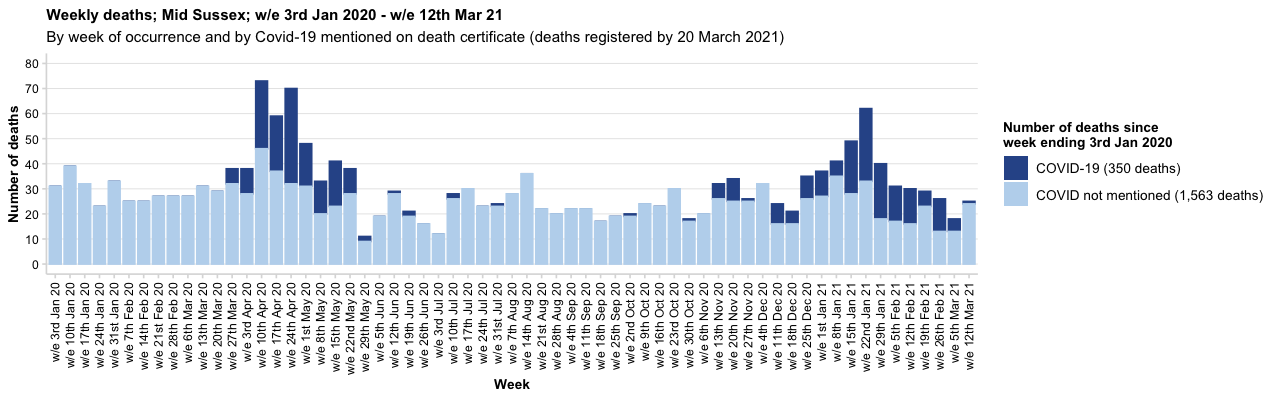 Weekly deaths; Mid Sussex; w/e 3rd Jan 2020 - w/e 12th Mar 21
By week of occurrence and by Covid-19 mentioned on death certificate (deaths registered by 20 March 2021)
Number of deaths
80
70
60
50
40
30
20
10
0
w/e 3rd Jan 20
w/e 10th Jan 20
w/e 17th Jan 20
w/e 24th Jan 20
w/e 31st Jan 20
w/e 7th Feb 20
w/e 14th Feb 20
w/e 21st Feb 20
w/e 28th Feb 20
w/e 6th Mar 20
w/e 13th Mar 20
w/e 20th Mar 20
w/e 27th Mar 20
w/e 3rd Apr 20
w/e 10th Apr 20
w/e 17th Apr 20
w/e 24th Apr 20
w/e 1st May 20
w/e 8th May 20
w/e 15th May 20
w/e 22nd May 20
w/e 29th May 20
w/e 5th Jun 20
w/e 12th Jun 20
w/e 19th Jun 20
w/e 26th Jun 20
w/e 3rd Jul 20
w/e 10th Jul 20
w/e 17th Jul 20
w/e 24th Jul 20
w/e 31st Jul 20
w/e 7th Aug 20
w/e 14th Aug 20
w/e 21st Aug 20
w/e 28th Aug 20
w/e 4th Sep 20
w/e 11th Sep 20
w/e 18th Sep 20
w/e 25th Sep 20
w/e 2nd Oct 20
w/e 9th Oct 20
w/e 16th Oct 20
w/e 23rd Oct 20
w/e 30th Oct 20
w/e 6th Nov 20
w/e 13th Nov 20
w/e 20th Nov 20
w/e 27th Nov 20
w/e 4th Dec 20
w/e 11th Dec 20
w/e 18th Dec 20
w/e 25th Dec 20
w/e 1st Jan 21
w/e 8th Jan 21
w/e 15th Jan 21
w/e 22nd Jan 21
w/e 29th Jan 21
w/e 5th Feb 21
w/e 12th Feb 21
w/e 19th Feb 21
w/e 26th Feb 21
w/e 5th Mar 21
w/e 12th Mar 21
Week
Number of deaths since
week ending 3rd Jan 2020
COVID-19 (350 deaths)
COVID not mentioned (1,563 deaths)